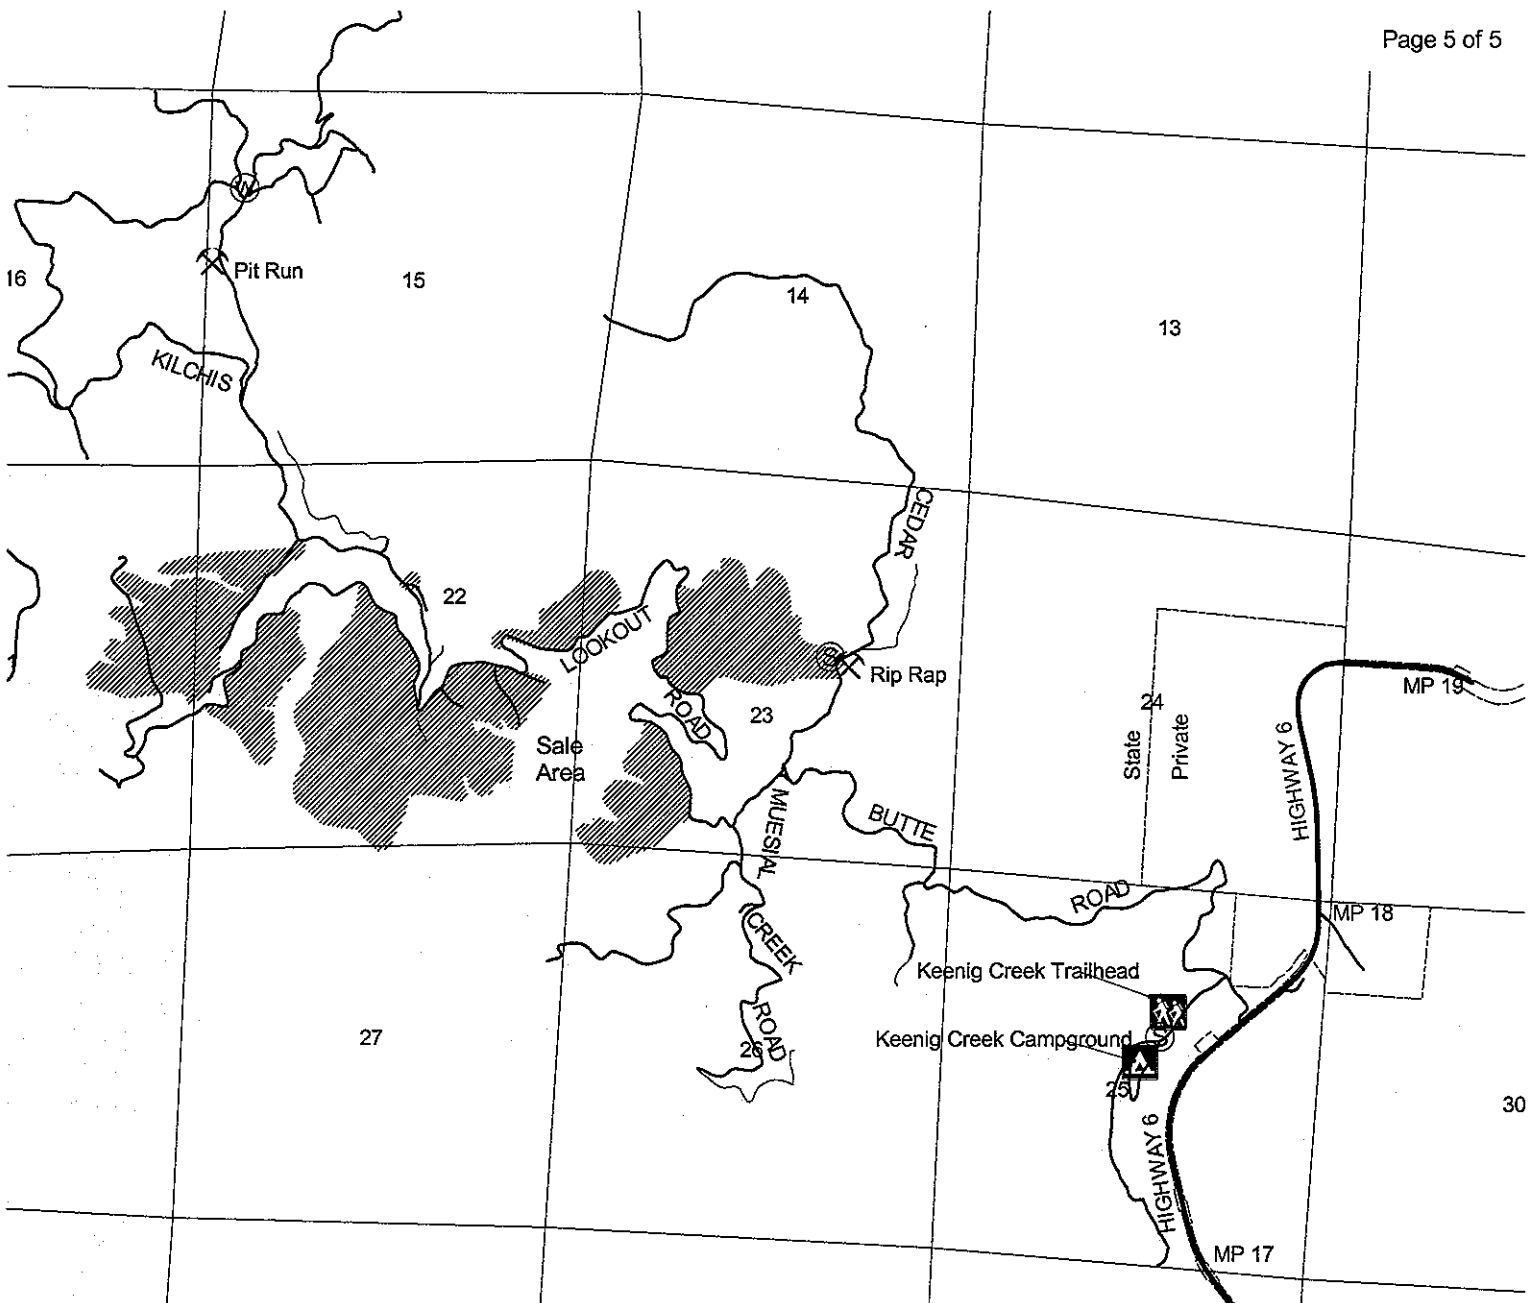 Page 5 of 5
W
Pit Run
16
15
14
13
KILCHIS
CEDAR
22
LOOKOUT
ROAD
Rip Rap
23
24
State
Private
MP 19
HIGHWAY 6
Sale
Area
MUESIAL
CREEK
ROAD
BUTTE
ROAD
MP 18
Keenig Creek Trailhead
Keenig Creek Campground
27
26
25
30
HIGHWAY 6
MP 17